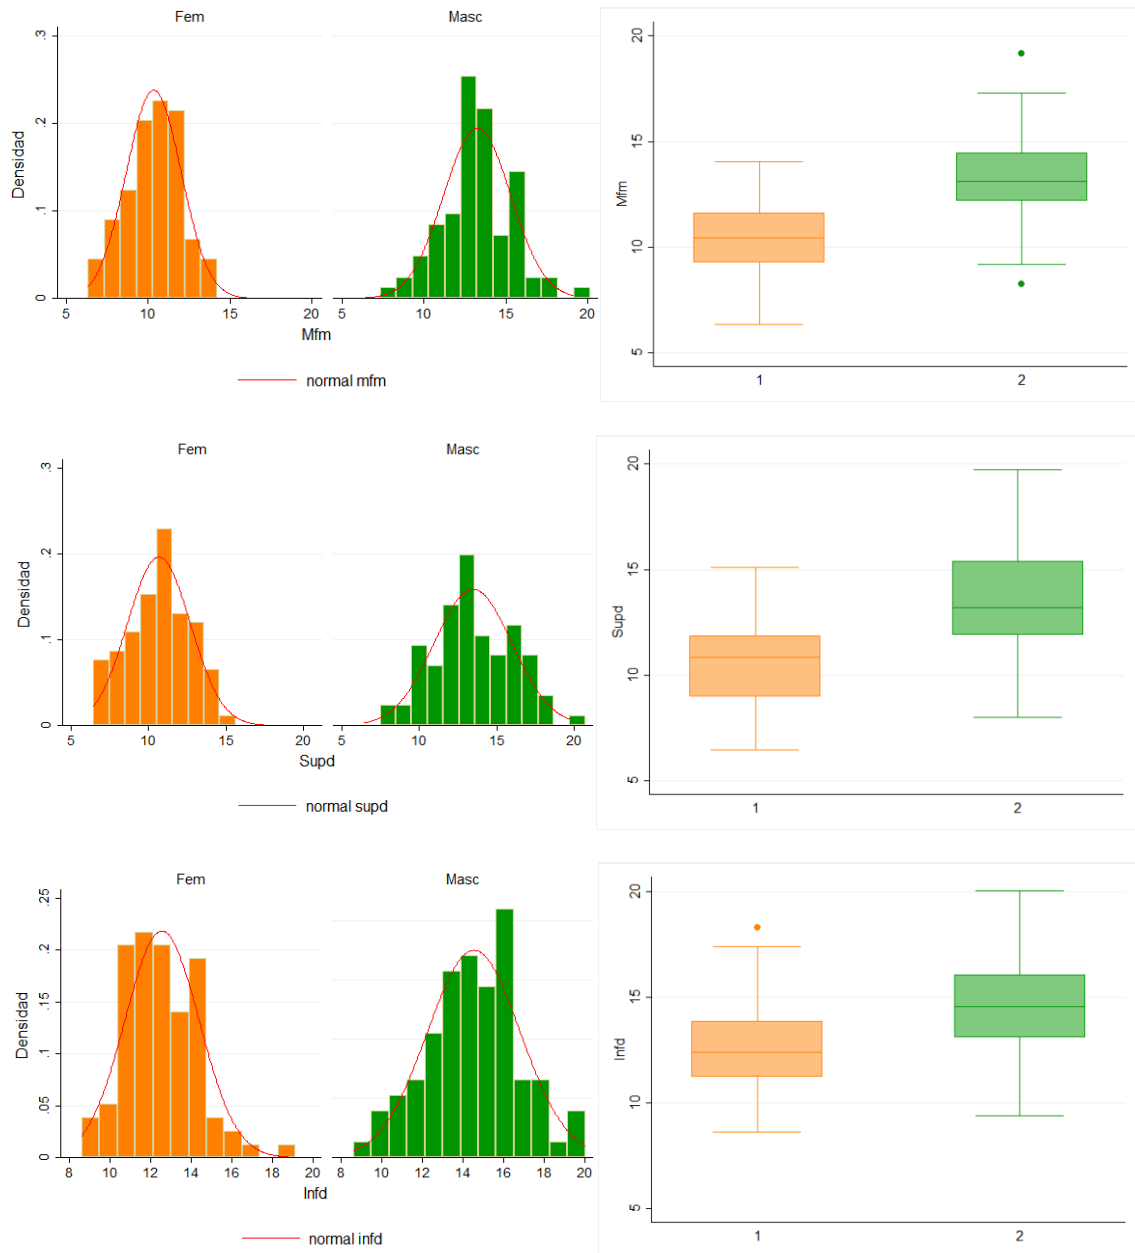 Fem Masc
Densidad
0 .1 .2 .3
5 10 15 20 5 10 15 20
Mfm
normal mfm
Mfm
5 10 15 20
1 2
Fem Masc
Densidad
0 .1 .2 .3
5 10 15 20 5 10 15 20
Supd
normal supd
Supd
5 10 15 20
1 2
Fem Masc
Densidad
0 .05 .1 .15 .2 .25
8 10 12 14 16 18 20 8 10 12 14 16 18 20
Infd
normal infd
Infd
5 10 15 20
1 2